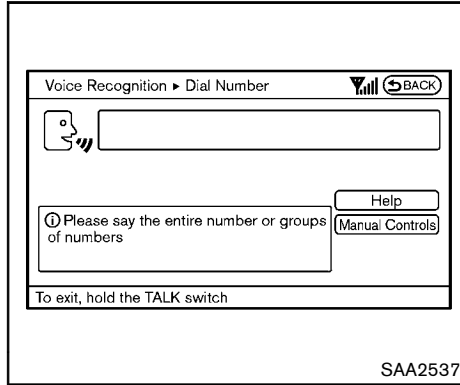 Voice Recognition ▸ Dial Number
BACK
Help
ⓘ Please say the entire number or groups
of numbers
Manual Controls
To exit, hold the TALK switch
SAA2537